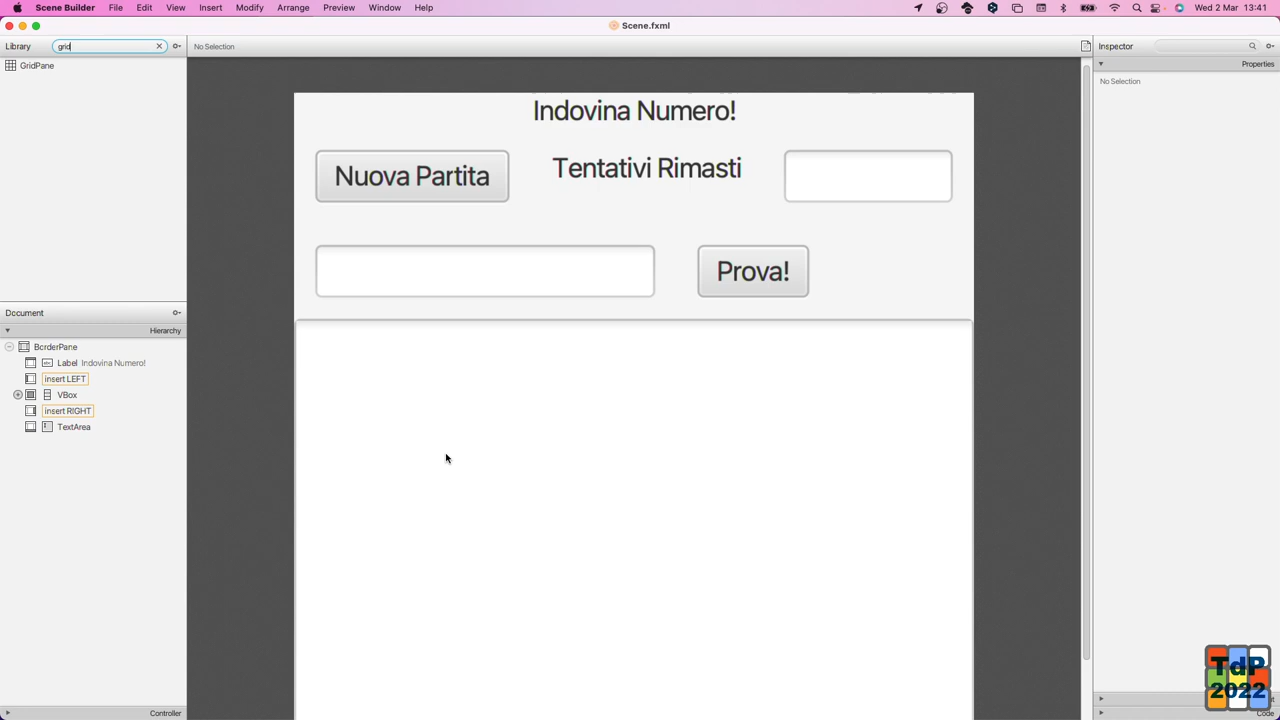 Scene Builder File Edit View Insert Modify Arrange Preview Window Help Wed 2 Mar 13:41
Scene.fxml
Library grid No Selection Inspector
GridPane
Properties
No Selection
Indovina Numero!
Nuova Partita Tentativi Rimasti
Prova!
Document
Hierarchy
BorderPane
Label Indovina Numero!
insert LEFT
VBox
insert RIGHT
TextArea
Controller
Code
TdP
2022